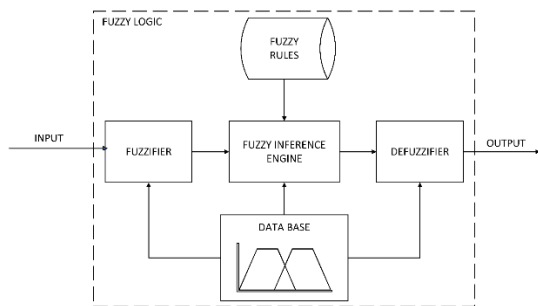 FUZZY LOGIC
FUZZY
RULES
INPUT
FUZZIFIER
FUZZY INFERENCE
ENGINE
DEFUZZIFIER
OUTPUT
DATA BASE